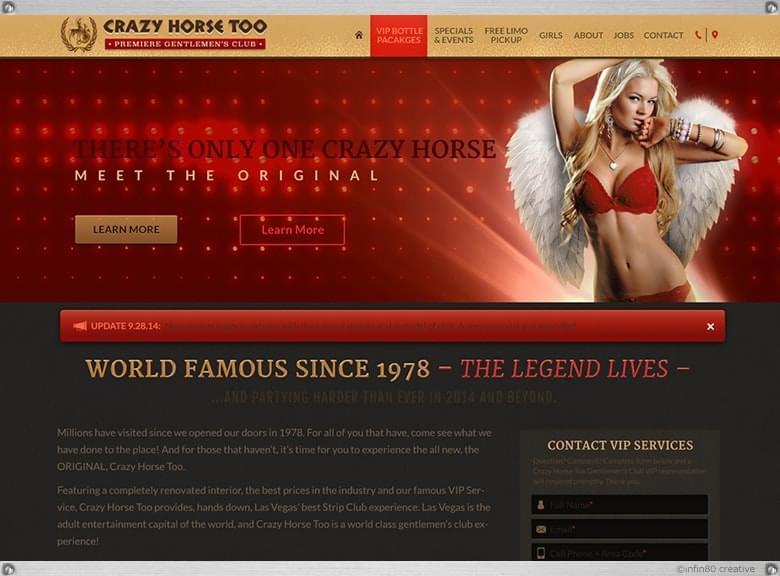 CRAZY HORSE TOO
• PREMIERE GENTLEMEN'S CLUB •
VIP BOTTLE
PACAKGES
SPECIALS
& EVENTS
FREE LIMO
PICKUP
GIRLS
ABOUT
JOBS
CONTACT
THERE'S ONLY ONE CRAZY HORSE
MEET THE ORIGINAL
LEARN MORE
Learn More
UPDATE 9.28.14:
WORLD FAMOUS SINCE 1978 – THE LEGEND LIVES –
...AND PARTYING HARDER THAN EVER IN 2014 AND BEYOND.
Millions have visited since we opened our doors in 1978. For all of you that have, come see what we
have done to the place! And for those that haven't, it's time for you to experience the all new, the
ORIGINAL, Crazy Horse Too.
Featuring a completely renovated interior, the best prices in the industry and our famous VIP Ser-
vice, Crazy Horse Too provides, hands down, Las Vegas' best Strip Club experience. Las Vegas is the
adult entertainment capital of the world, and Crazy Horse Too is a world class gentlemen's club ex-
perience!
CONTACT VIP SERVICES
Question? Comment? Complete form below and a
Crazy Horse Too Gentlemen's Club VIP representative
will respond promptly. Thank you.
Full Name*
Email*
Cell Phone + Area Code*
©infin80 creative